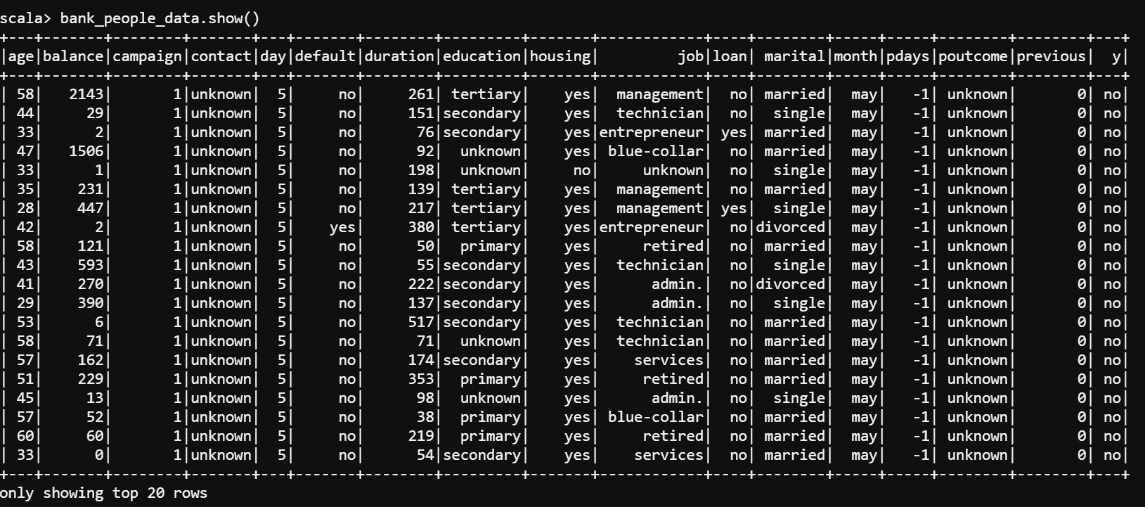 scala> bank_people_data.show()
+---+-------+--------+-------+---+-------+--------+---------+-------+------------+----+--------+-----+-----+--------+--------+---+
|age|balance|campaign|contact|day|default|duration|education|housing|         job|loan| marital|month|pdays|poutcome|previous|  y|
+---+-------+--------+-------+---+-------+--------+---------+-------+------------+----+--------+-----+-----+--------+--------+---+
| 58|   2143|       1|unknown|  5|     no|     261| tertiary|    yes|  management|  no| married|  may|   -1| unknown|       0| no|
| 44|     29|       1|unknown|  5|     no|     151|secondary|    yes|  technician|  no|  single|  may|   -1| unknown|       0| no|
| 33|      2|       1|unknown|  5|     no|      76|secondary|    yes|entrepreneur| yes| married|  may|   -1| unknown|       0| no|
| 47|   1506|       1|unknown|  5|     no|      92|  unknown|    yes| blue-collar|  no| married|  may|   -1| unknown|       0| no|
| 33|      1|       1|unknown|  5|     no|     198|  unknown|     no|     unknown|  no|  single|  may|   -1| unknown|       0| no|
| 35|    231|       1|unknown|  5|     no|     139| tertiary|    yes|  management|  no| married|  may|   -1| unknown|       0| no|
| 28|    447|       1|unknown|  5|     no|     217| tertiary|    yes|  management| yes|  single|  may|   -1| unknown|       0| no|
| 42|      2|       1|unknown|  5|    yes|     380| tertiary|    yes|entrepreneur|  no|divorced|  may|   -1| unknown|       0| no|
| 58|    121|       1|unknown|  5|     no|      50|  primary|    yes|     retired|  no| married|  may|   -1| unknown|       0| no|
| 43|    593|       1|unknown|  5|     no|      55|secondary|    yes|  technician|  no|  single|  may|   -1| unknown|       0| no|
| 41|    270|       1|unknown|  5|     no|     222|secondary|    yes|      admin.|  no|divorced|  may|   -1| unknown|       0| no|
| 29|    390|       1|unknown|  5|     no|     137|secondary|    yes|      admin.|  no|  single|  may|   -1| unknown|       0| no|
| 53|      6|       1|unknown|  5|     no|     517|secondary|    yes|  technician|  no| married|  may|   -1| unknown|       0| no|
| 58|     71|       1|unknown|  5|     no|      71|  unknown|    yes|  technician|  no| married|  may|   -1| unknown|       0| no|
| 57|    162|       1|unknown|  5|     no|     174|secondary|    yes|    services|  no| married|  may|   -1| unknown|       0| no|
| 51|    229|       1|unknown|  5|     no|     353|  primary|    yes|     retired|  no| married|  may|   -1| unknown|       0| no|
| 45|     13|       1|unknown|  5|     no|      98|  unknown|    yes|      admin.|  no|  single|  may|   -1| unknown|       0| no|
| 57|     52|       1|unknown|  5|     no|      38|  primary|    yes| blue-collar|  no| married|  may|   -1| unknown|       0| no|
| 60|     60|       1|unknown|  5|     no|     219|  primary|    yes|     retired|  no| married|  may|   -1| unknown|       0| no|
| 33|      0|       1|unknown|  5|     no|      54|secondary|    yes|    services|  no| married|  may|   -1| unknown|       0| no|
+---+-------+--------+-------+---+-------+--------+---------+-------+------------+----+--------+-----+-----+--------+--------+---+
only showing top 20 rows